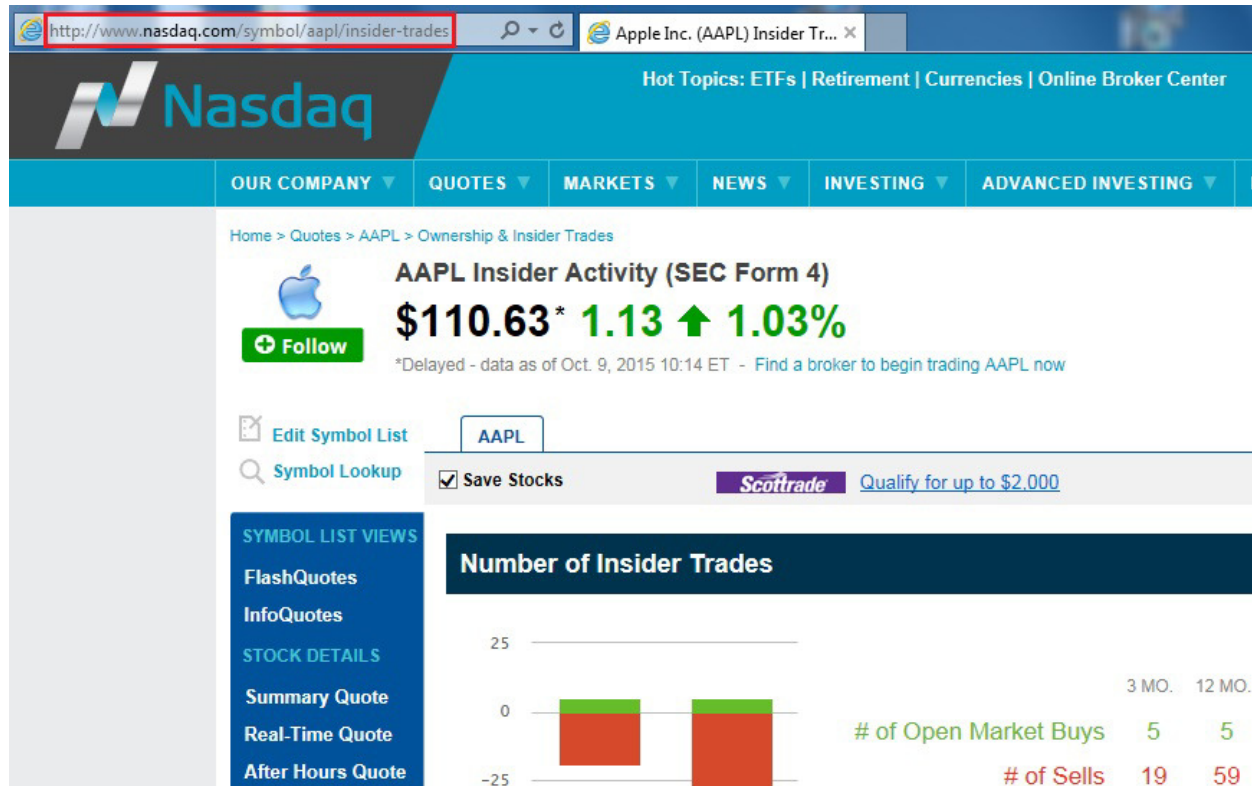 http://www.nasdaq.com/symbol/aapl/insider-trades
Apple Inc. (AAPL) Insider Tr... ×
Nasdaq
Hot Topics: ETFs | Retirement | Currencies | Online Broker Center
OUR COMPANY ▼ QUOTES ▼ MARKETS ▼ NEWS ▼ INVESTING ▼ ADVANCED INVESTING ▼
Home > Quotes > AAPL > Ownership & Insider Trades
AAPL Insider Activity (SEC Form 4)
$110.63* 1.13 1.03%
Follow
*Delayed - data as of Oct. 9, 2015 10:14 ET - Find a broker to begin trading AAPL now
Edit Symbol List
AAPL
Symbol Lookup
Save Stocks
Scottrade
Qualify for up to $2,000
SYMBOL LIST VIEWS
FlashQuotes
InfoQuotes
STOCK DETAILS
Summary Quote
Real-Time Quote
After Hours Quote
Number of Insider Trades
25
0
-25
3 MO. 12 MO.
# of Open Market Buys 5 5
# of Sells 19 59